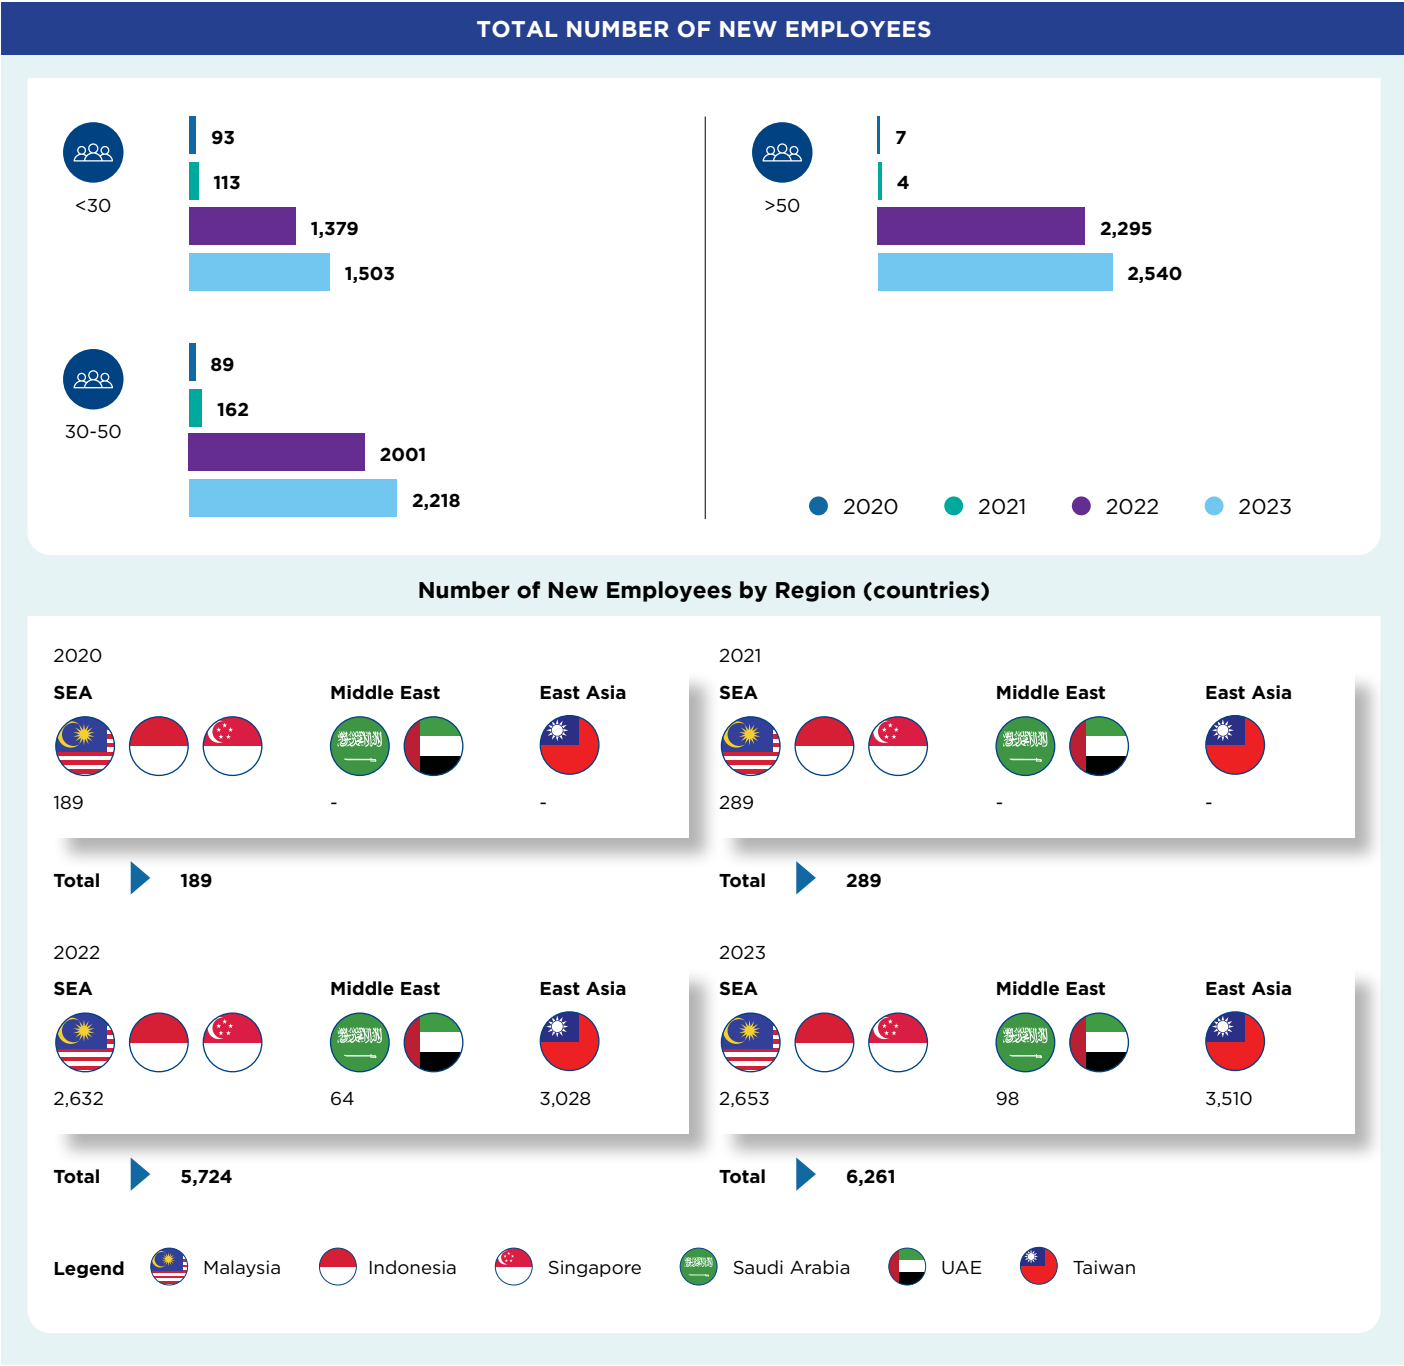 TOTAL NUMBER OF NEW EMPLOYEES
<30
93
113
1,379
1,503
>50
7
4
2,295
2,540
30-50
89
162
2001
2,218
2020 2021 2022 2023
Number of New Employees by Region (countries)
2020
SEA Middle East East Asia
189 - -
Total 189
2021
SEA Middle East East Asia
289 - -
Total 289
2022
SEA Middle East East Asia
2,632 64 3,028
Total 5,724
2023
SEA Middle East East Asia
2,653 98 3,510
Total 6,261
Legend Malaysia Indonesia Singapore Saudi Arabia UAE Taiwan